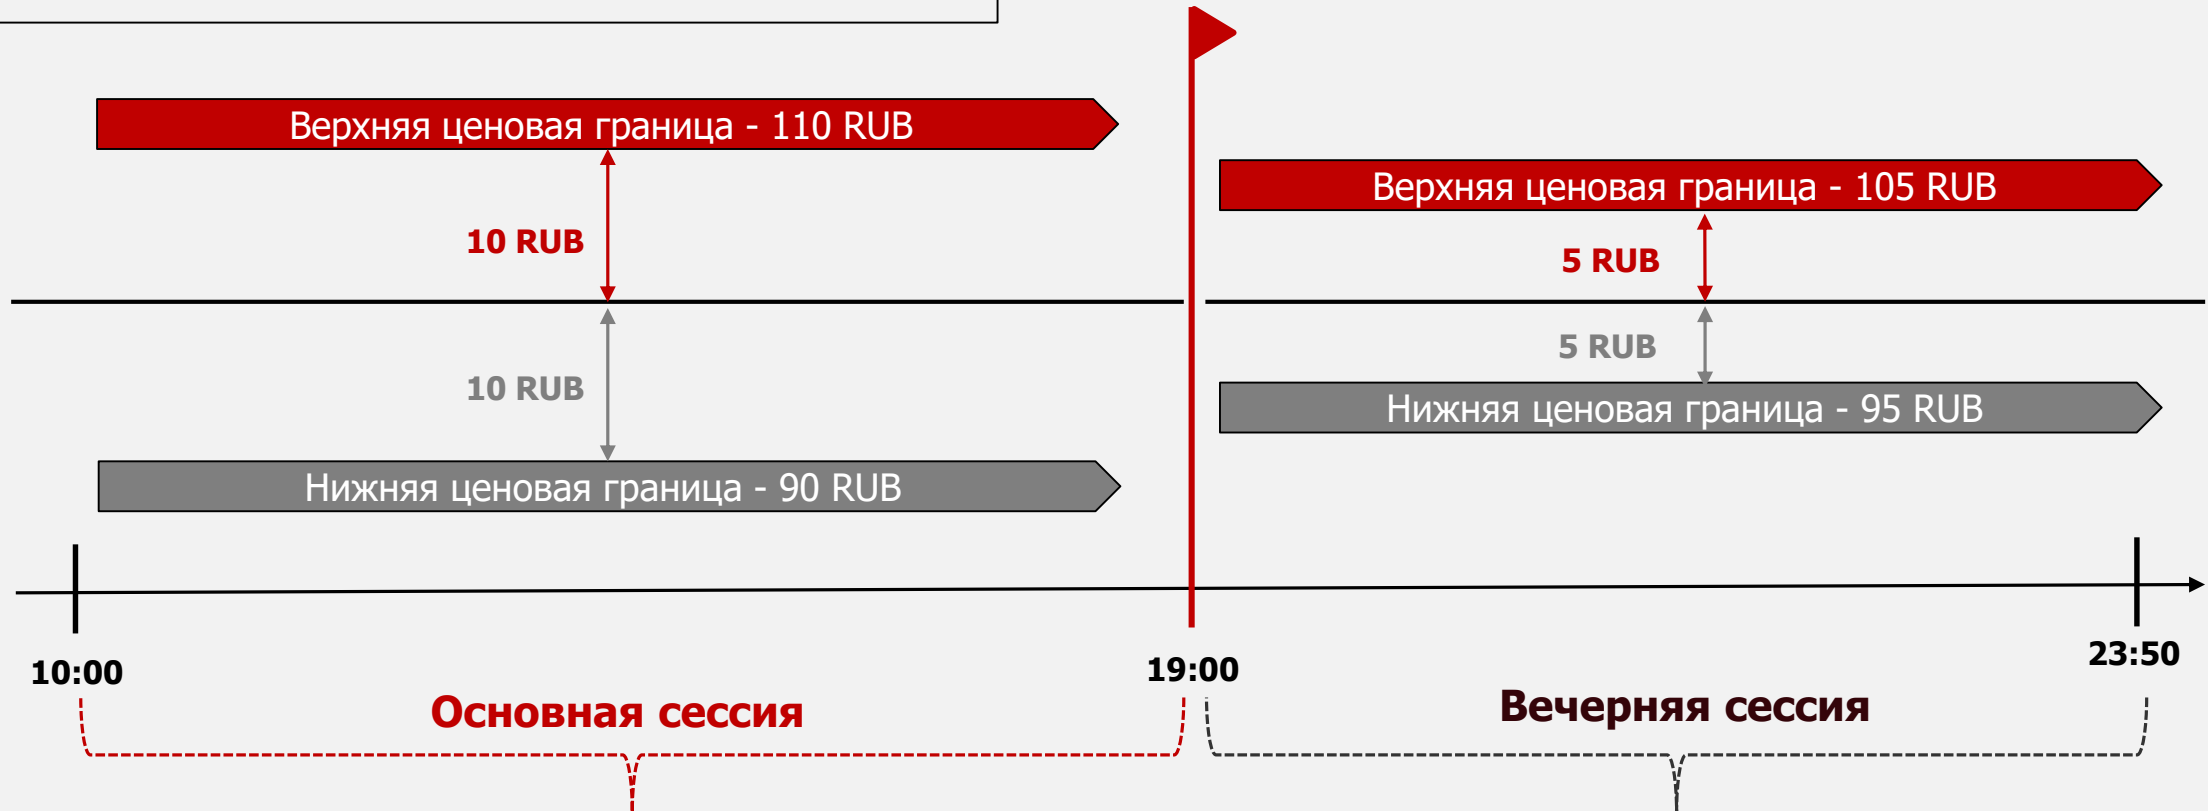 Верхняя ценовая граница - 110 RUB
Верхняя ценовая граница - 105 RUB
10 RUB
5 RUB
10 RUB
5 RUB
Нижняя ценовая граница - 95 RUB
Нижняя ценовая граница - 90 RUB
10:00
19:00
23:50
Основная сессия
Вечерняя сессия